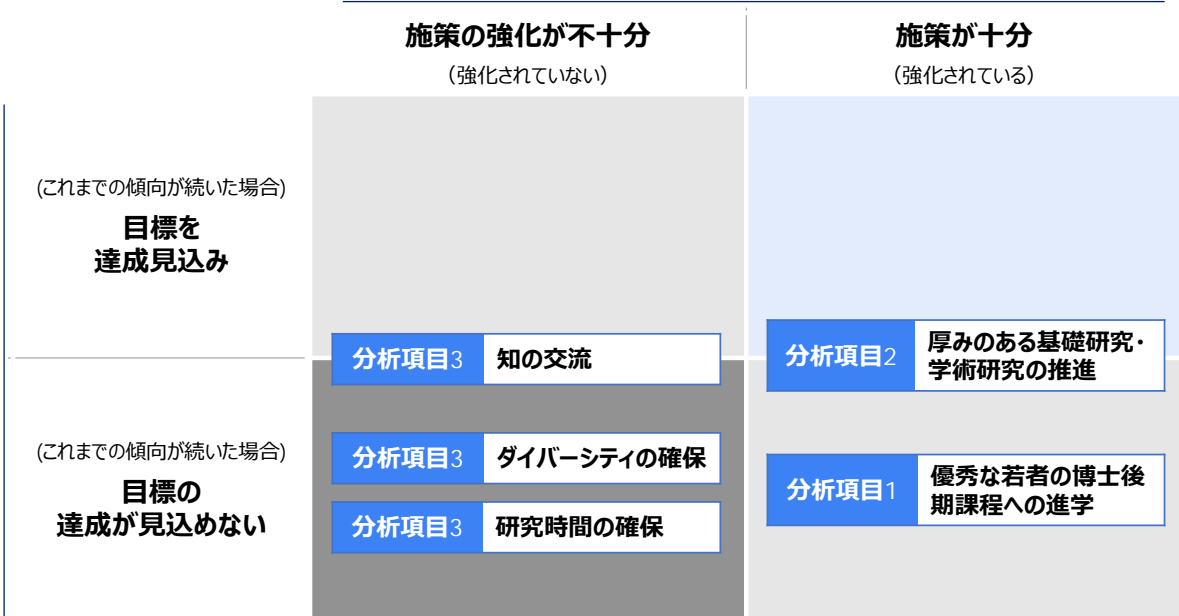 施策の強化が不十分
（強化されていない）
施策が十分
（強化されている）
(これまでの傾向が続いた場合)
目標を
達成見込み
分析項目3 知の交流
分析項目2 厚みのある基礎研究・
学術研究の推進
(これまでの傾向が続いた場合)
目標の
達成が見込めない
分析項目3 ダイバーシティの確保
分析項目3 研究時間の確保
分析項目1 優秀な若者の博士後
期課程への進学